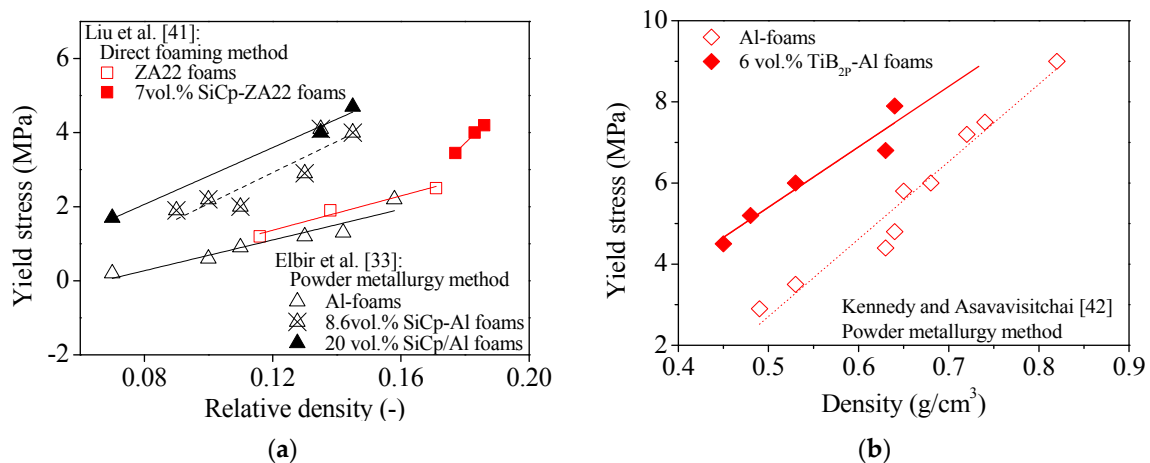 Liu et al. [41]:
Direct foaming method
ZA22 foams
7vol.% SiCp-ZA22 foams
Elbir et al. [33]:
Powder metallurgy method
Al-foams
8.6vol.% SiCp-Al foams
20 vol.% SiCp/Al foams
Yield stress (MPa)
6
4
2
0
-2
0.08 0.12 0.16 0.20
Relative density (-)
(a)
Al-foams
6 vol.% TiB2P-Al foams
Kennedy and Asavavisitchai [42]
Powder metallurgy method
Yield stress (MPa)
10
8
6
4
2
0.4 0.5 0.6 0.7 0.8 0.9
Density (g/cm³)
(b)